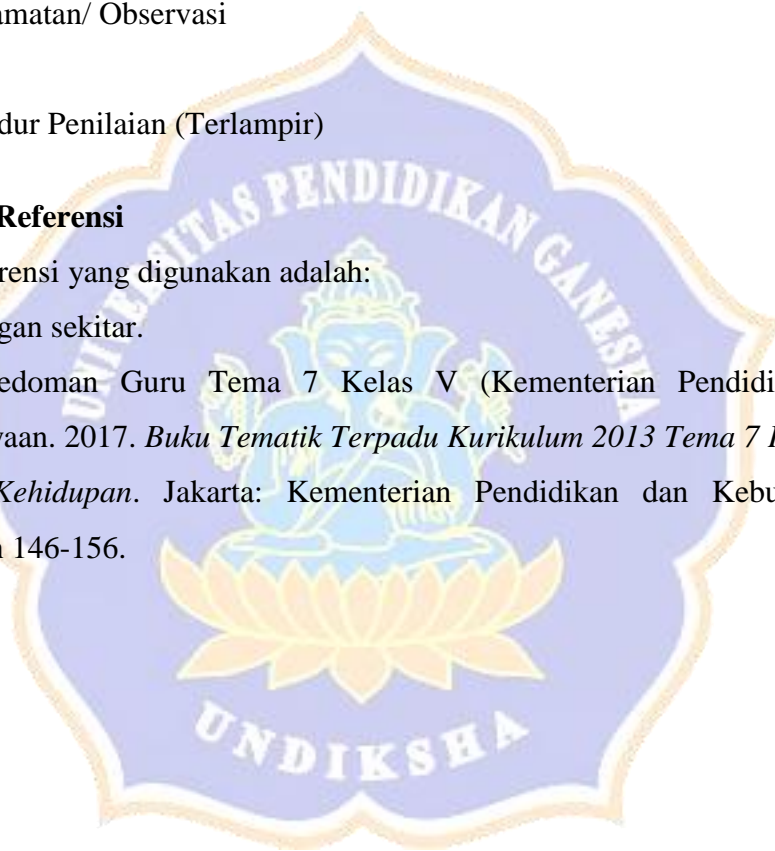 amatan/ Observasi
dur Penilaian (Terlampir)
Referensi
rensi yang digunakan adalah:
gan sekitar.
edoman Guru Tema 7 Kelas V (Kementerian Pendidi
yaan. 2017. Buku Tematik Terpadu Kurikulum 2013 Tema 7
Kehidupan. Jakarta: Kementerian Pendidikan dan Kebu
146-156.
UNIVERSITAS PENDIDIKAN GANESHA
UNDIKSHA